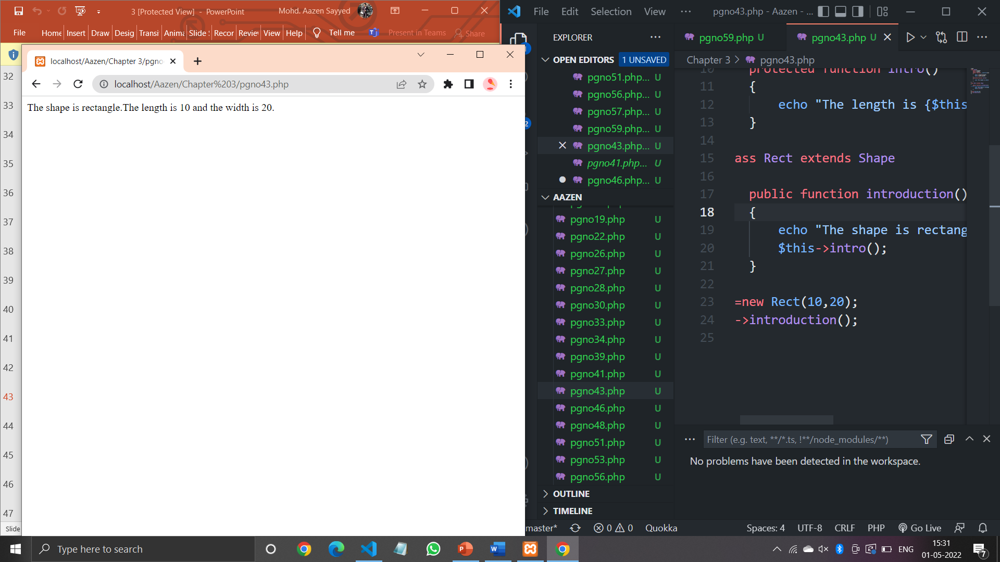 3 [Protected View] - PowerPoint
Mohd. Aazen Sayyed
File Home Insert Draw Desig Transi Anima Slide Recor Review View Help Tell me Present in Teams Share
localhost/Aazen/Chapter 3/pgno
localhost/Aazen/Chapter%203/pgno43.php
The shape is rectangle.The length is 10 and the width is 20.
32
33
34
35
36
37
38
39
40
41
42
43
44
45
46
47
Slide
File Edit Selection View ··· pgno43.php - Aazen - ...
EXPLORER ···
OPEN EDITORS 1 UNSAVED
pgno51.php... U
pgno56.php... U
pgno57.php... U
pgno59.php... U
pgno43.php... U
pgno41.php... U
pgno46.php... U
AAZEN
pgno19.php U
pgno22.php U
pgno26.php U
pgno27.php U
pgno28.php U
pgno30.php U
pgno33.php U
pgno34.php U
pgno39.php U
pgno41.php U
pgno43.php U
pgno46.php U
pgno48.php U
pgno51.php U
pgno53.php U
pgno56.php U
OUTLINE
TIMELINE
pgno59.php U pgno43.php U
Chapter 3 > pgno43.php
10 protected function intro()
11 {
12 echo "The length is {$this
13 }
14
15 ass Rect extends Shape
16
17 public function introduction()
18 {
19 echo "The shape is rectang
20 $this->intro();
21 }
22
23 =new Rect(10,20);
24 ->introduction();
25
Filter (e.g. text, **/*.ts, !**/node_modules/**)
No problems have been detected in the workspace.
master* 0 0 Quokka Spaces: 4 UTF-8 CRLF PHP Go Live
Type here to search
ENG
15:31
01-05-2022
7